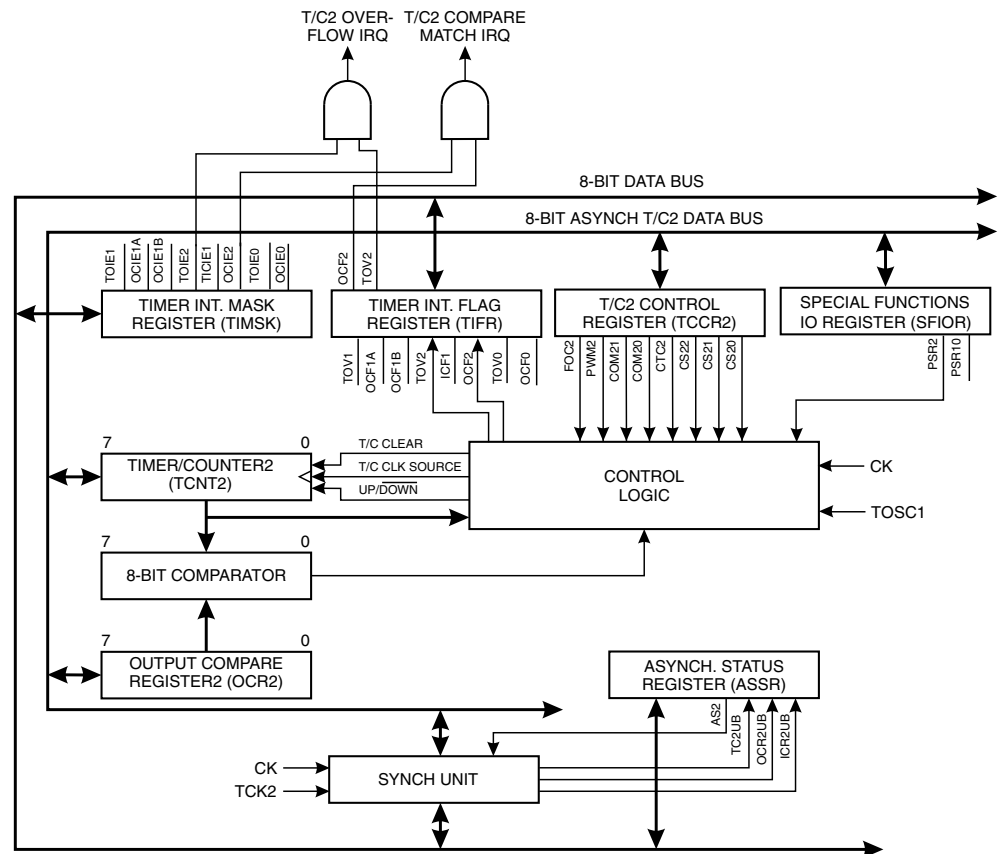 T/C2 OVER-
FLOW IRQ
T/C2 COMPARE
MATCH IRQ
8-BIT DATA BUS
8-BIT ASYNCH T/C2 DATA BUS
TOIE1
OCIE1A
OCIE1B
TOIE2
TICIE1
OCIE2
TOIE0
OCIE0
OCF2
TOV2
TIMER INT. MASK
REGISTER (TIMSK)
TIMER INT. FLAG
REGISTER (TIFR)
T/C2 CONTROL
REGISTER (TCCR2)
SPECIAL FUNCTIONS
IO REGISTER (SFIOR)
TOV1
OCF1A
OCF1B
TOV2
ICF1
OCF2
TOV0
OCF0
FOC2
PWM2
COM21
COM20
CTC2
CS22
CS21
CS20
PSR2
PSR10
7
0
TIMER/COUNTER2
(TCNT2)
T/C CLEAR
T/C CLK SOURCE
UP/DOWN
CONTROL
LOGIC
CK
TOSC1
7
0
8-BIT COMPARATOR
7
0
OUTPUT COMPARE
REGISTER2 (OCR2)
ASYNCH. STATUS
REGISTER (ASSR)
AS2
TC2UB
OCR2UB
ICR2UB
CK
TCK2
SYNCH UNIT